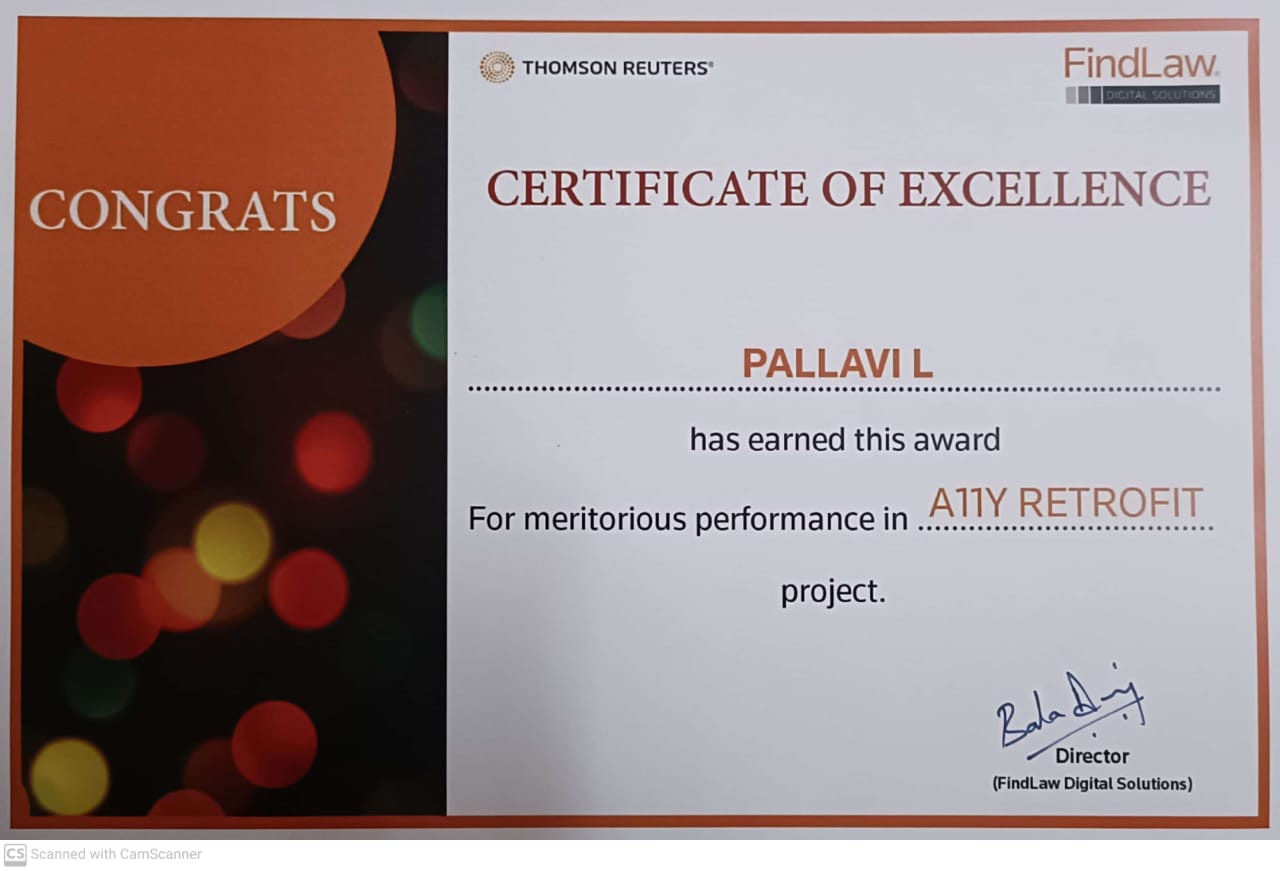 CONGRATS
THOMSON REUTERS®
FindLaw®
DIGITAL SOLUTIONS
CERTIFICATE OF EXCELLENCE
PALLAVI L
has earned this award
For meritorious performance in A11Y RETROFIT
project.
Bala
Director
(FindLaw Digital Solutions)
CS Scanned with CamScanner